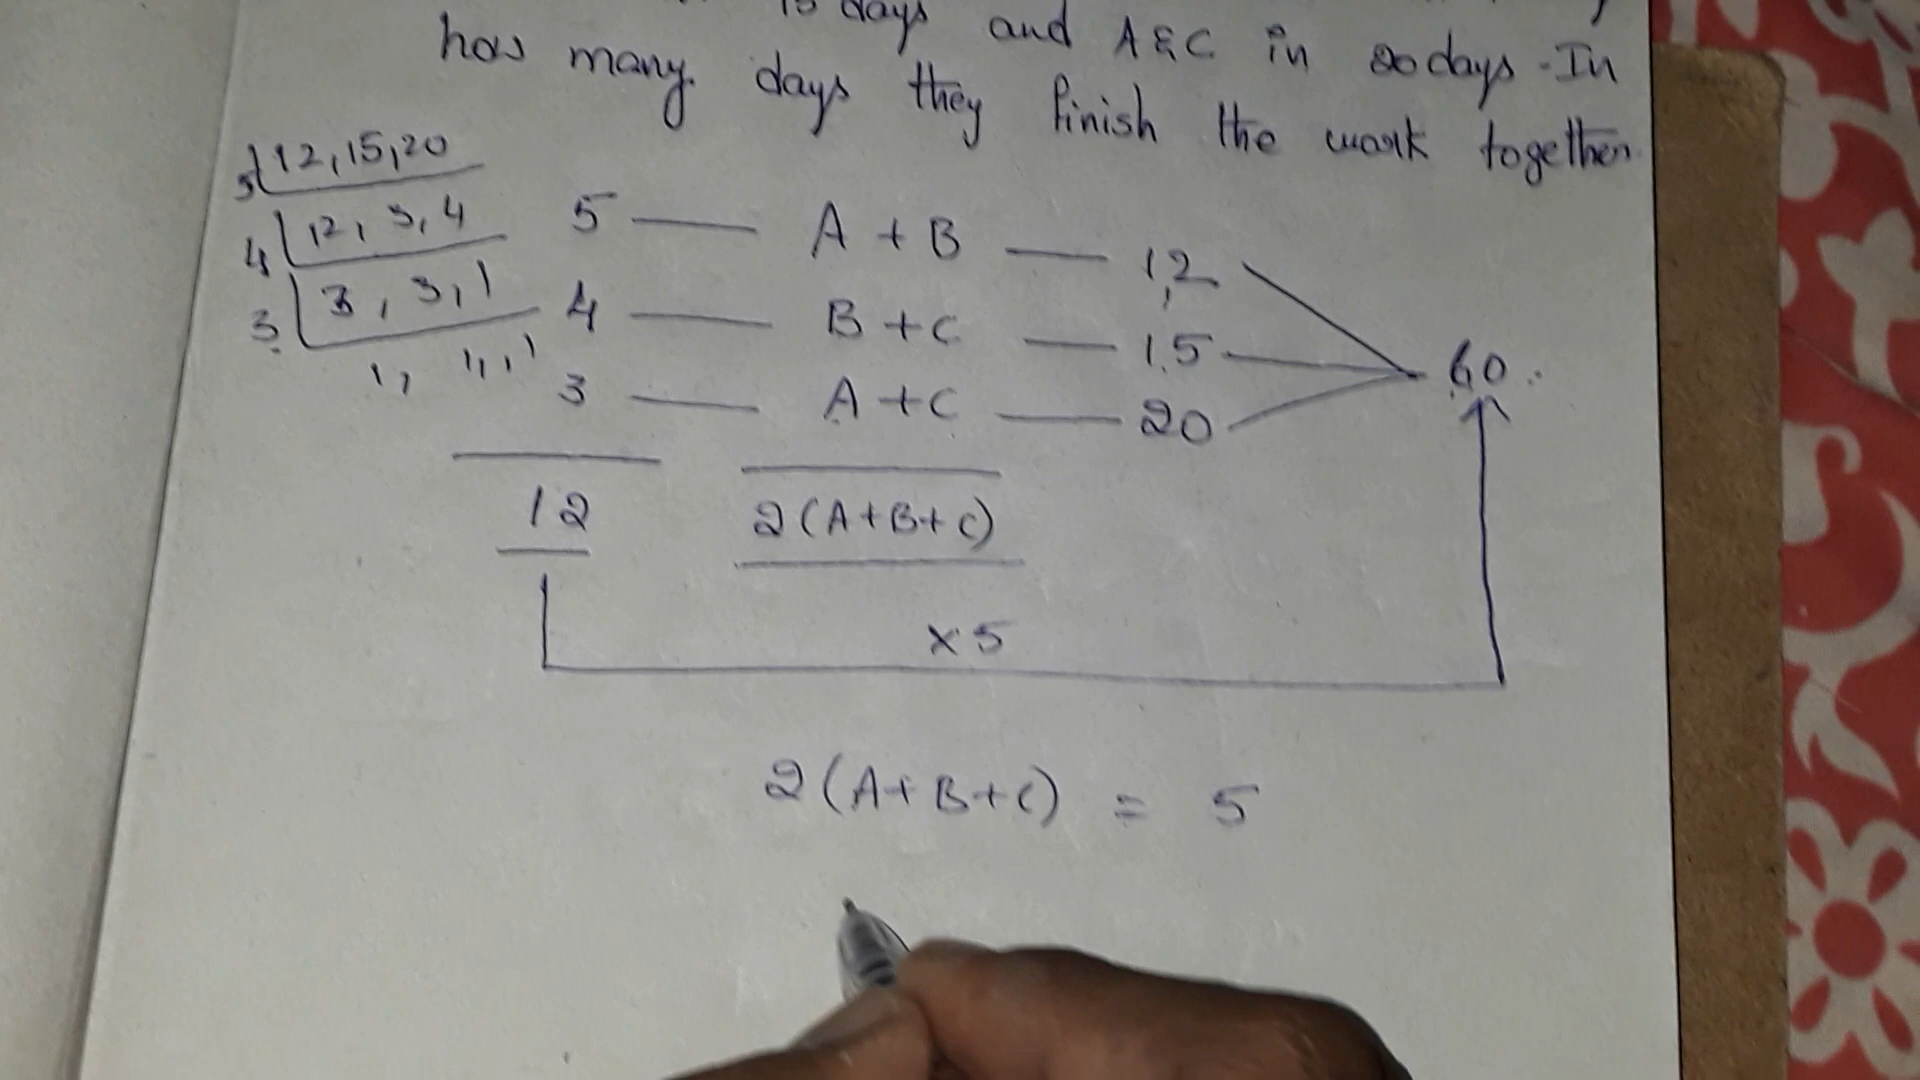 days and A & C in 20 days. In
how many days they finish the work together
5 12, 15, 20
4 12, 3, 4
3 3, 3, 1
1, 1, 1
5 — A + B — 12
4 — B + C — 15
3 — A + C — 20
60
12 2(A+B+C)
× 5
2(A+B+C) = 5